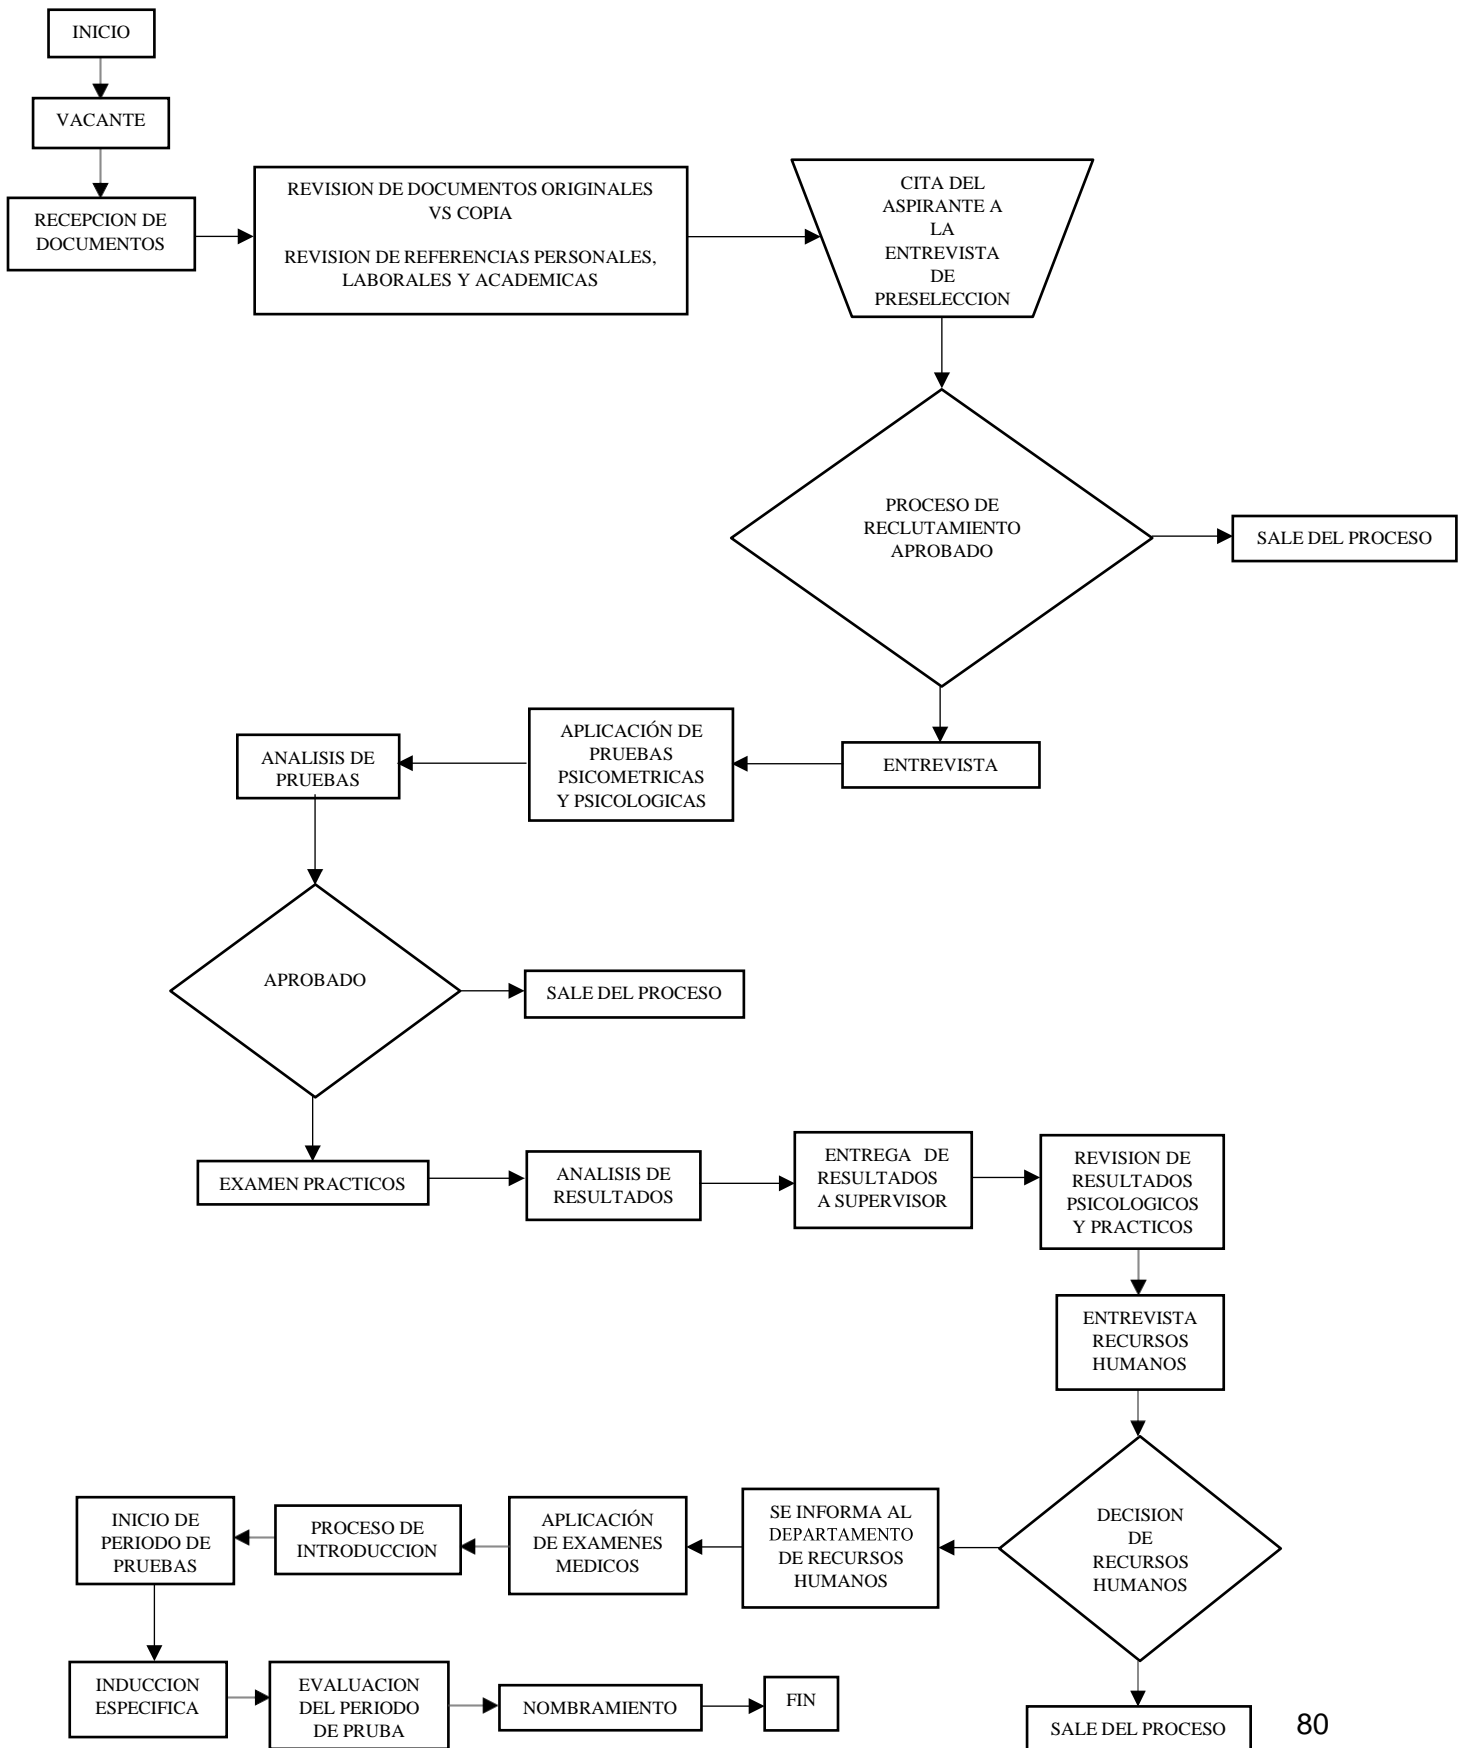 INICIO
VACANTE
RECEPCION DE
DOCUMENTOS
REVISION DE DOCUMENTOS ORIGINALES
VS COPIA
REVISION DE REFERENCIAS PERSONALES,
LABORALES Y ACADEMICAS
CITA DEL
ASPIRANTE A
LA
ENTREVISTA
DE
PRESELECCION
PROCESO DE
RECLUTAMIENTO
APROBADO
SALE DEL PROCESO
ENTREVISTA
APLICACIÓN DE
PRUEBAS
PSICOMETRICAS
Y PSICOLOGICAS
ANALISIS DE
PRUEBAS
APROBADO
SALE DEL PROCESO
EXAMEN PRACTICOS
ANALISIS DE
RESULTADOS
ENTREGA DE
RESULTADOS
A SUPERVISOR
REVISION DE
RESULTADOS
PSICOLOGICOS
Y PRACTICOS
ENTREVISTA
RECURSOS
HUMANOS
DECISION
DE
RECURSOS
HUMANOS
SE INFORMA AL
DEPARTAMENTO
DE RECURSOS
HUMANOS
APLICACIÓN
DE EXAMENES
MEDICOS
PROCESO DE
INTRODUCCION
INICIO DE
PERIODO DE
PRUEBAS
INDUCCION
ESPECIFICA
EVALUACION
DEL PERIODO
DE PRUBA
NOMBRAMIENTO
FIN
SALE DEL PROCESO
80